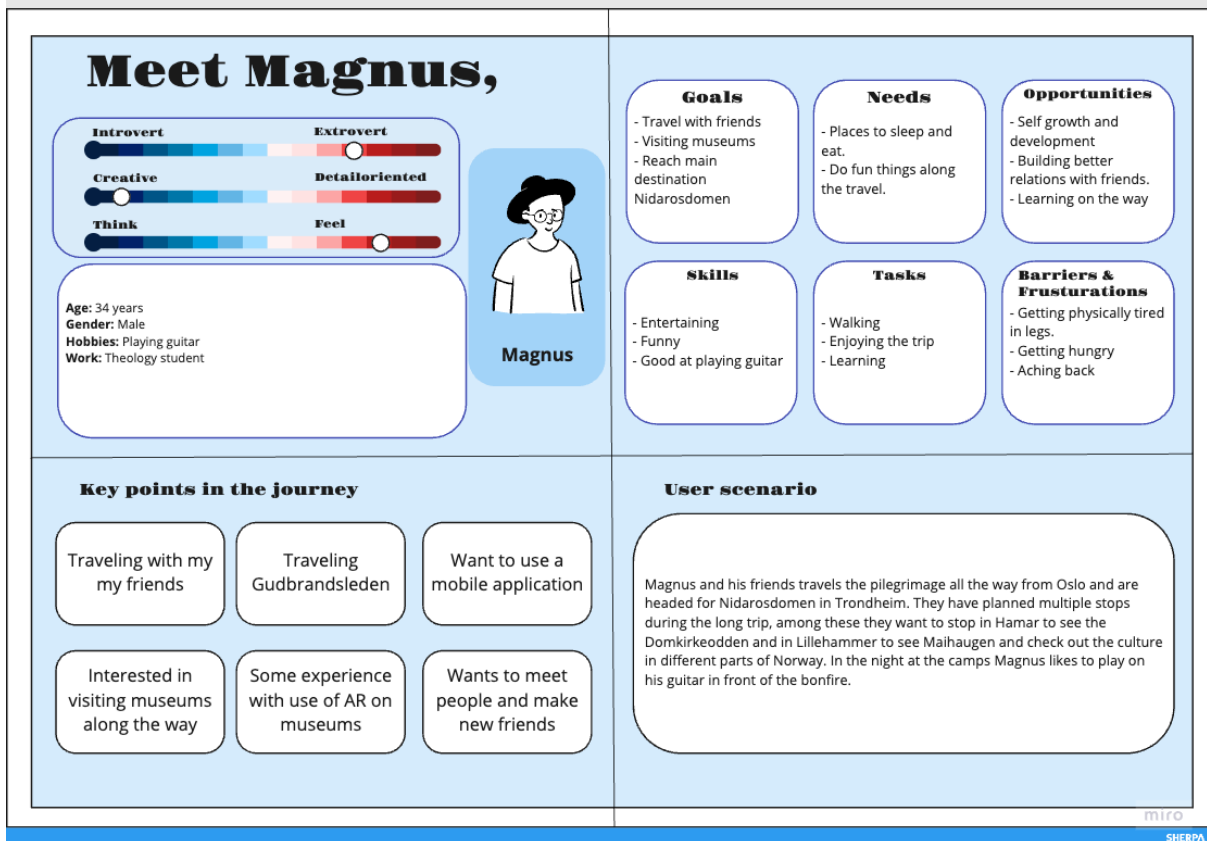 Meet Magnus,
Introvert Extrovert
Creative Detailoriented
Think Feel
Age: 34 years
Gender: Male
Hobbies: Playing guitar
Work: Theology student
Magnus
Goals
- Travel with friends
- Visiting museums
- Reach main
destination
Nidarosdomen
Needs
- Places to sleep and
eat.
- Do fun things along
the travel.
Opportunities
- Self growth and
development
- Building better
relations with friends.
- Learning on the way
Skills
- Entertaining
- Funny
- Good at playing guitar
Tasks
- Walking
- Enjoying the trip
- Learning
Barriers &
Frusturations
- Getting physically tired
in legs.
- Getting hungry
- Aching back
Key points in the journey
Traveling with my
my friends
Traveling
Gudbrandsleden
Want to use a
mobile application
Interested in
visiting museums
along the way
Some experience
with use of AR on
museums
Wants to meet
people and make
new friends
User scenario
Magnus and his friends travels the pilegrimage all the way from Oslo and are
headed for Nidarosdomen in Trondheim. They have planned multiple stops
during the long trip, among these they want to stop in Hamar to see the
Domkirkeodden and in Lillehammer to see Maihaugen and check out the culture
in different parts of Norway. In the night at the camps Magnus likes to play on
his guitar in front of the bonfire.
miro
SHERPA